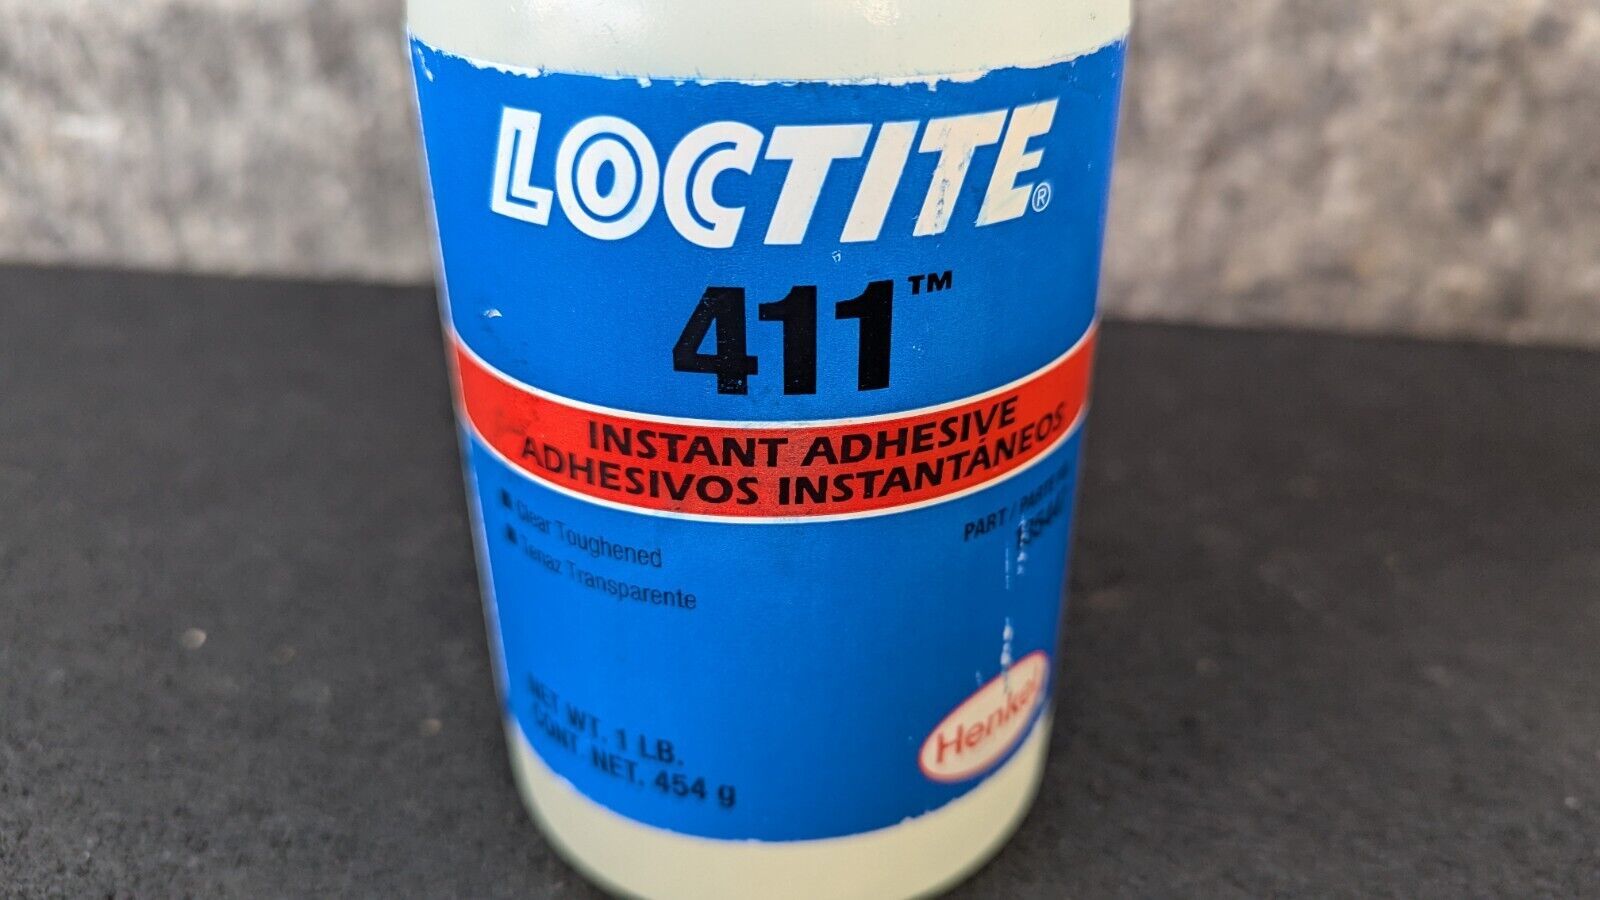 LOCTITE®
411™
INSTANT ADHESIVE
ADHESIVOS INSTANTÁNEOS
■ Clear Toughened
■ Tenaz Transparente
PART / PARTE
NET WT. 1 LB.
CONT. NET. 454 g
Henkel